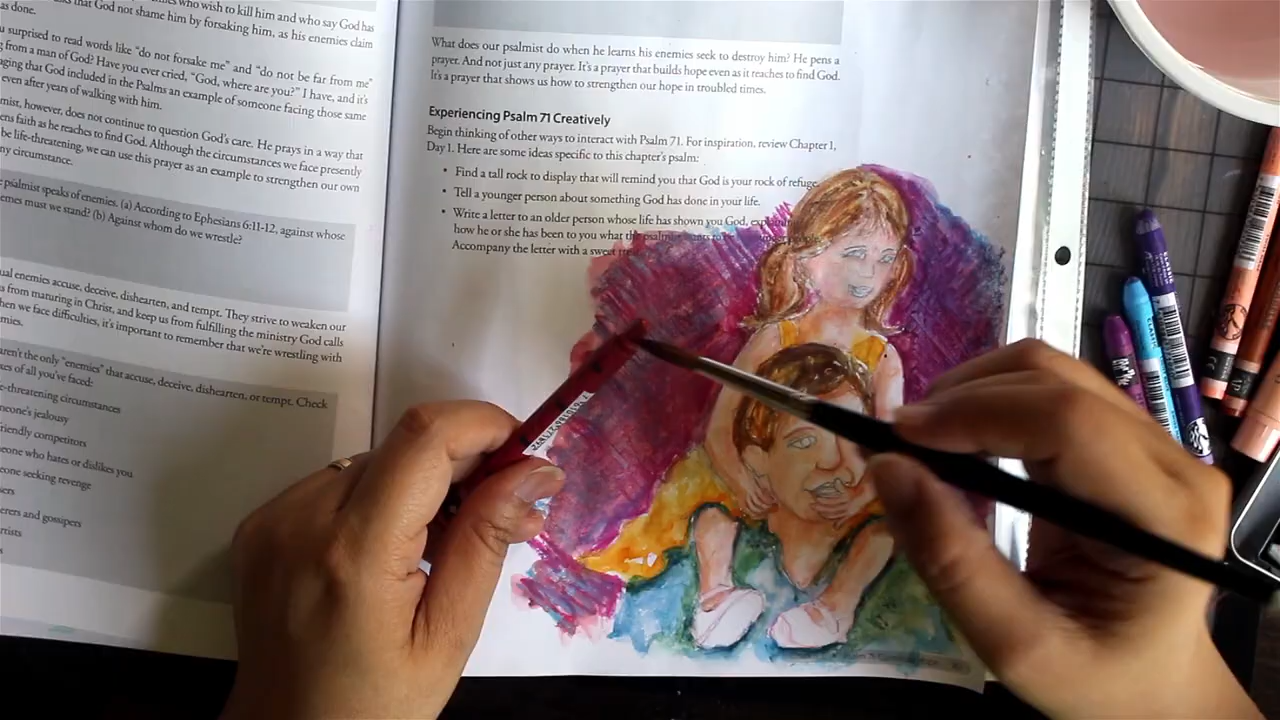 who wish to kill him and who say God has
that God not shame him by forsaking him, as his enemies claim
as done.
surprised to read words like “do not forsake me” and “do not be far from me”
from a man of God? Have you ever cried, “God, where are you?” I have, and it’s
that God included in the Psalms an example of someone facing those same
even after years of walking with him.
however, does not continue to question God’s care. He prays in a way that
faith as he reaches to find God. Although the circumstances we face presently
be life-threatening, we can use this prayer as an example to strengthen our own
circumstance.
psalmist speaks of enemies. (a) According to Ephesians 6:11-12, against whose
must we stand? (b) Against whom do we wrestle?
enemies accuse, deceive, dishearten, and tempt. They strive to weaken our
from maturing in Christ, and keep us from fulfilling the ministry God calls
we face difficulties, it’s important to remember that we’re wrestling with
the only “enemies” that accuse, deceive, dishearten, or tempt. Check
of all you’ve faced:
circumstances
jealousy
competitors
who hates or dislikes you
seeking revenge
and gossipers
What does our psalmist do when he learns his enemies seek to destroy him? He pens a
prayer. And not just any prayer. It’s a prayer that builds hope even as it reaches to find God.
It’s a prayer that shows us how to strengthen our hope in troubled times.
Experiencing Psalm 71 Creatively
Begin thinking of other ways to interact with Psalm 71. For inspiration, review Chapter 1,
Day 1. Here are some ideas specific to this chapter’s psalm:
• Find a tall rock to display that will remind you that God is your rock of refuge.
• Tell a younger person about something God has done in your life.
• Write a letter to an older person whose life has shown you God,
how he or she has been to you what the psalmist wants to
Accompany the letter with a sweet